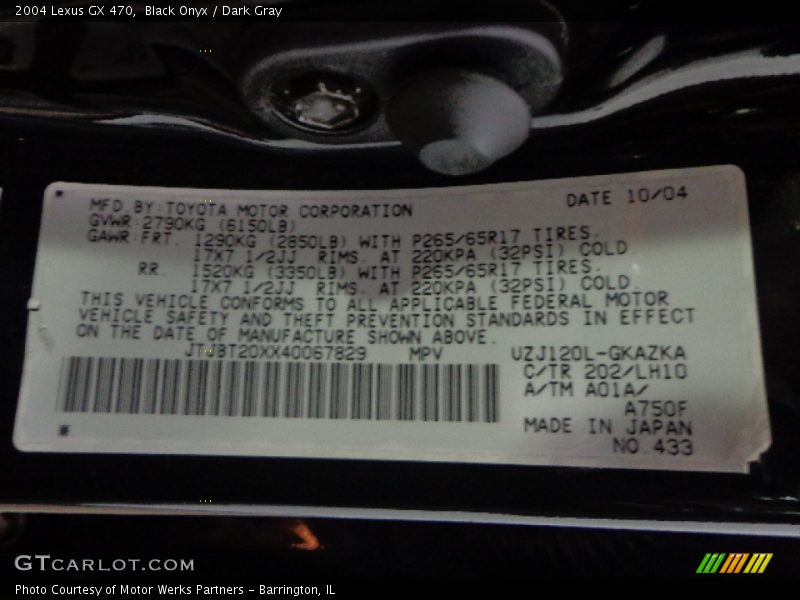 2004 Lexus GX 470, Black Onyx / Dark Gray
MFD BY:TOYOTA MOTOR CORPORATION DATE 10/04
GVWR:2790KG (6150LB)
GAWR:FRT. 1290KG (2850LB) WITH P265/65R17 TIRES.
17X7 1/2JJ RIMS. AT 220KPA (32PSI) COLD
RR. 1520KG (3350LB) WITH P265/65R17 TIRES.
17X7 1/2JJ RIMS. AT 220KPA (32PSI) COLD.
THIS VEHICLE CONFORMS TO ALL APPLICABLE FEDERAL MOTOR
VEHICLE SAFETY AND THEFT PREVENTION STANDARDS IN EFFECT
ON THE DATE OF MANUFACTURE SHOWN ABOVE.
MPV UZJ120L-GKAZKA
C/TR 202/LH10
A/TM A01A/
A750F
MADE IN JAPAN
NO.433
GTCARLOT.COM
Photo Courtesy of Motor Werks Partners - Barrington, IL